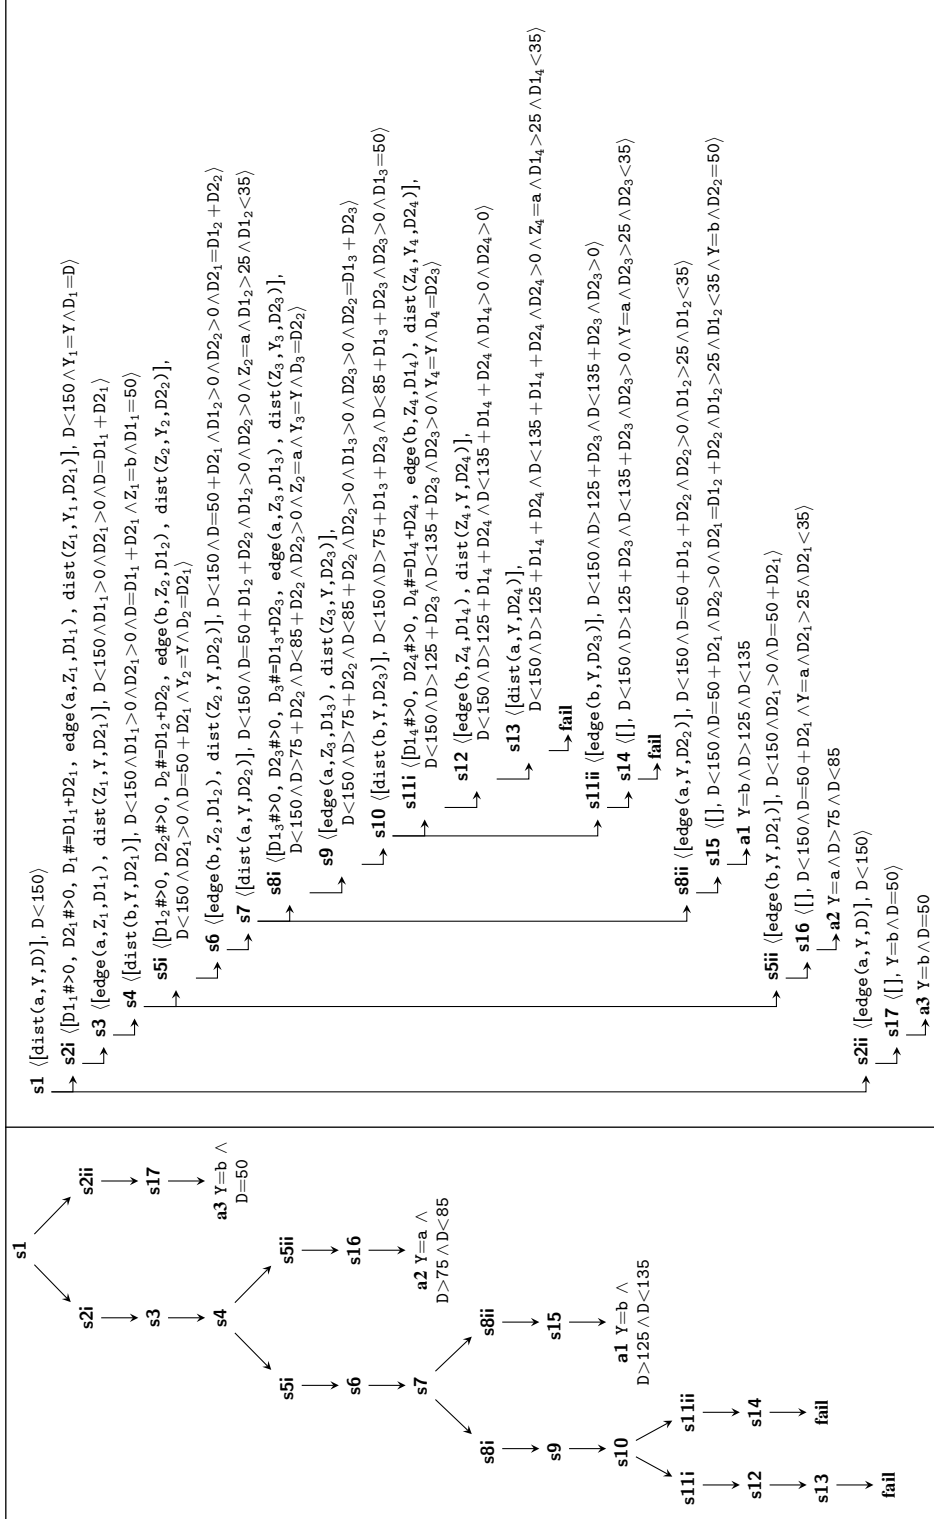 s1
s2i s2ii
s3 s17
s4 a3 Y=b ∧
D=50
s5i s5ii
s6 s16
s7 a2 Y=a ∧
D>75∧D<85
s8i s8ii
s9 s15
s10 a1 Y=b ∧
D>125∧D<135
s11i s11ii
s12 s14
s13 fail
fail
s1 ⟨[dist(a,Y,D)], D<150⟩
s2i ⟨[D1₁#>0, D2₁#>0, D₁#=D1₁+D2₁, edge(a,Z₁,D1₁), dist(Z₁,Y₁,D2₁)], D<150∧Y₁=Y∧D₁=D⟩
s3 ⟨[edge(a,Z₁,D1₁), dist(Z₁,Y,D2₁)], D<150∧D1₁>0∧D2₁>0∧D=D1₁+D2₁⟩
s4 ⟨[dist(b,Y,D2₁)], D<150∧D1₁>0∧D2₁>0∧D=D1₁+D2₁∧Z₁=b∧D1₁=50⟩
s5i ⟨[D1₂#>0, D2₂#>0, D₂#=D1₂+D2₂, edge(b,Z₂,D1₂), dist(Z₂,Y₂,D2₂)],
D<150∧D2₁>0∧D=50+D2₁∧Y₂=Y∧D₂=D2₁⟩
s6 ⟨[edge(b,Z₂,D1₂), dist(Z₂,Y,D2₂)], D<150∧D=50+D2₁∧D1₂>0∧D2₂>0∧D2₁=D1₂+D2₂⟩
s7 ⟨[dist(a,Y,D2₂)], D<150∧D=50+D1₂+D2₂∧D1₂>0∧D2₂>0∧Z₂=a∧D1₂>25∧D1₂<35⟩
s8i ⟨[D1₃#>0, D2₃#>0, D₃#=D1₃+D2₃, edge(a,Z₃,D1₃), dist(Z₃,Y₃,D2₃)],
D<150∧D>75+D2₂∧D<85+D2₂∧D2₂>0∧Z₂=a∧Y₃=Y∧D₃=D2₂⟩
s9 ⟨[edge(a,Z₃,D1₃), dist(Z₃,Y,D2₃)],
D<150∧D>75+D2₂∧D<85+D2₂∧D2₂>0∧D1₃>0∧D2₃>0∧D2₂=D1₃+D2₃⟩
s10 ⟨[dist(b,Y,D2₃)], D<150∧D>75+D1₃+D2₃∧D<85+D1₃+D2₃∧D2₃>0∧D1₃=50⟩
s11i ⟨[D1₄#>0, D2₄#>0, D₄#=D1₄+D2₄, edge(b,Z₄,D1₄), dist(Z₄,Y₄,D2₄)],
D<150∧D>125+D2₃∧D<135+D2₃∧D2₃>0∧Y₄=Y∧D₄=D2₃⟩
s12 ⟨[edge(b,Z₄,D1₄), dist(Z₄,Y,D2₄)],
D<150∧D>125+D1₄+D2₄∧D<135+D1₄+D2₄∧D1₄>0∧D2₄>0⟩
s13 ⟨[dist(a,Y,D2₄)],
D<150∧D>125+D1₄+D2₄∧D<135+D1₄+D2₄∧D2₄>0∧Z₄=a∧D1₄>25∧D1₄<35⟩
fail
s11ii ⟨[edge(b,Y,D2₃)], D<150∧D>125+D2₃∧D<135+D2₃∧D2₃>0⟩
s14 ⟨[], D<150∧D>125+D2₃∧D<135+D2₃∧D2₃>0∧Y=a∧D2₃>25∧D2₃<35⟩
fail
s8ii ⟨[edge(a,Y,D2₂)], D<150∧D=50+D1₂+D2₂∧D2₂>0∧D1₂>25∧D1₂<35⟩
s15 ⟨[], D<150∧D=50+D2₁∧D2₂>0∧D2₁=D1₂+D2₂∧D1₂>25∧D1₂<35∧Y=b∧D2₂=50⟩
a1 Y=b∧D>125∧D<135
s5ii ⟨[edge(b,Y,D2₁)], D<150∧D2₁>0∧D=50+D2₁⟩
s16 ⟨[], D<150∧D=50+D2₁∧Y=a∧D2₁>25∧D2₁<35⟩
a2 Y=a∧D>75∧D<85
s2ii ⟨[edge(a,Y,D)], D<150⟩
s17 ⟨[], Y=b∧D=50⟩
a3 Y=b∧D=50